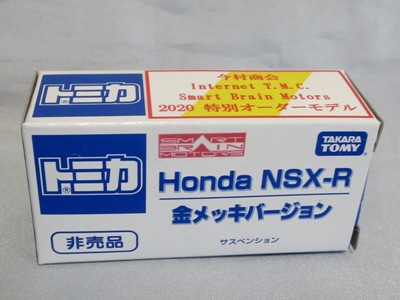 トミカ
®
今村商会
Internet T.M.C.
Smart Brain Motors
2020 特別オーダーモデル
トミカ
®
SMART
BRAIN
MOTORS
TAKARA
TOMY
Honda NSX-R
金メッキバージョン
非売品
サスペンション